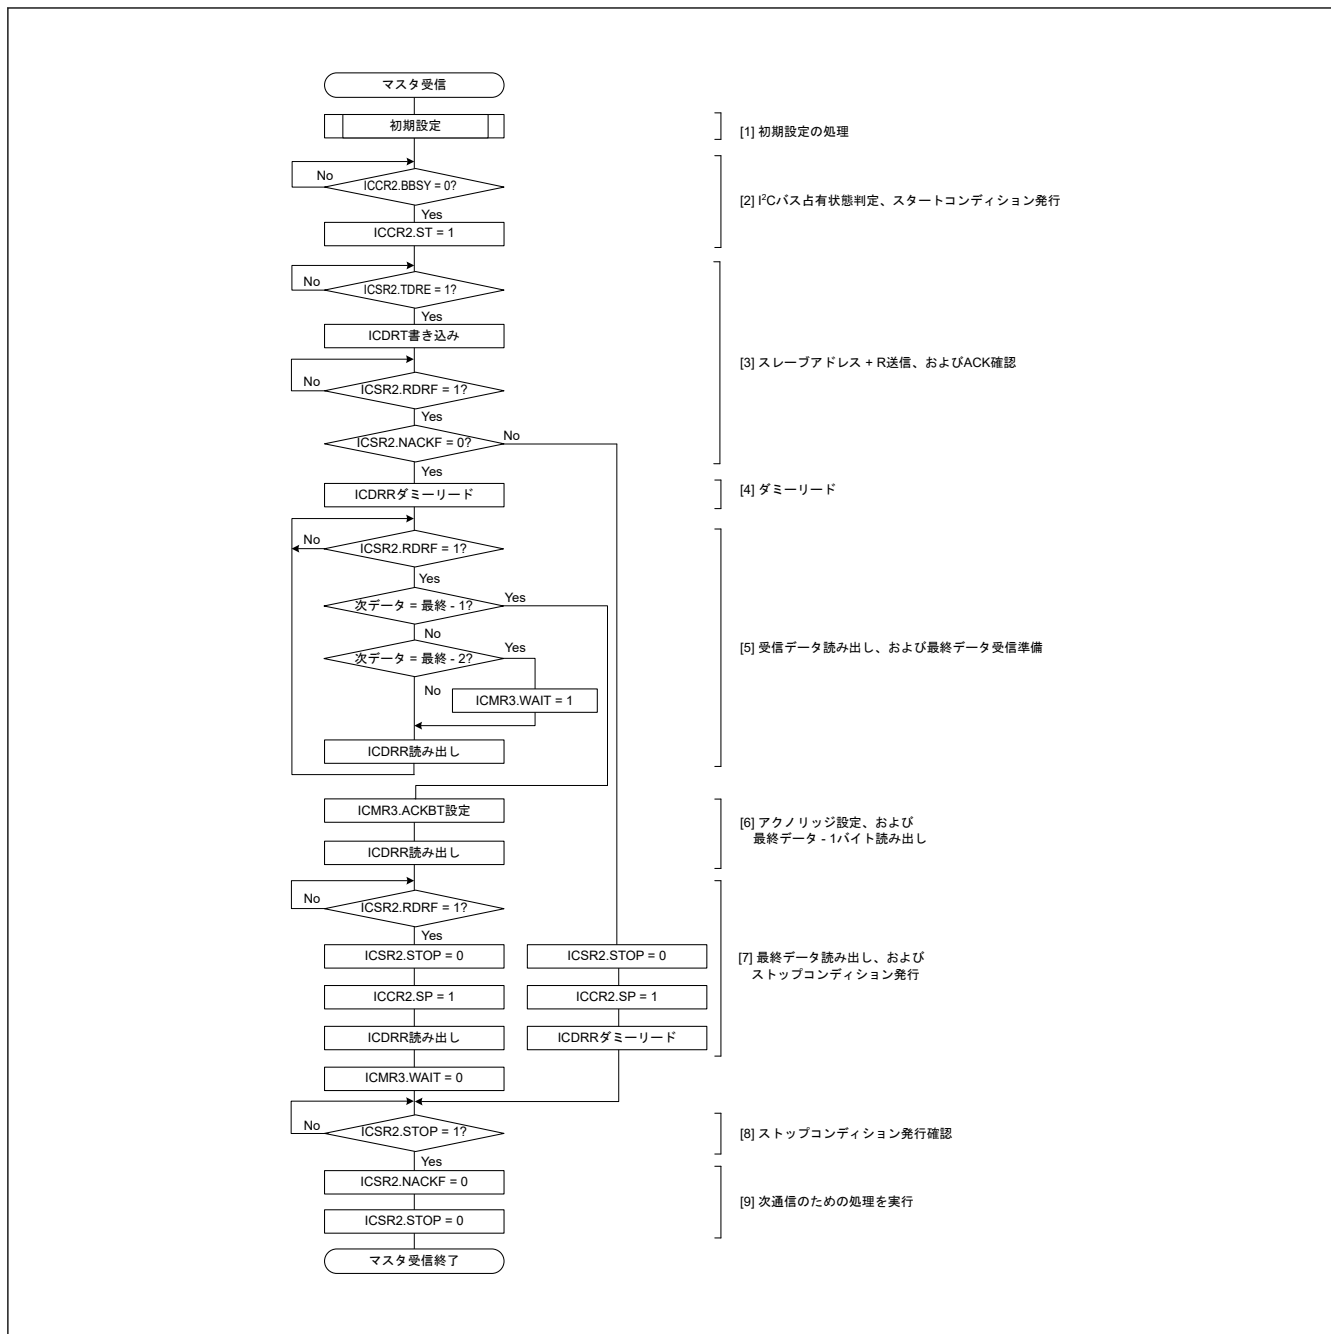 マスタ受信
初期設定
[1] 初期設定の処理
No
ICCR2.BBSY = 0?
Yes
ICCR2.ST = 1
[2] I²Cバス占有状態判定、スタートコンディション発行
No
ICSR2.TDRE = 1?
Yes
ICDRT書き込み
No
ICSR2.RDRF = 1?
Yes
ICSR2.NACKF = 0?
No
Yes
[3] スレーブアドレス + R送信、およびACK確認
ICDRRダミーリード
[4] ダミーリード
No
ICSR2.RDRF = 1?
Yes
次データ = 最終 - 1?
Yes
No
次データ = 最終 - 2?
Yes
No
ICMR3.WAIT = 1
ICDRR読み出し
[5] 受信データ読み出し、および最終データ受信準備
ICMR3.ACKBT設定
ICDRR読み出し
[6] アクノリッジ設定、および
最終データ - 1バイト読み出し
No
ICSR2.RDRF = 1?
Yes
ICSR2.STOP = 0
ICCR2.SP = 1
ICDRR読み出し
ICMR3.WAIT = 0
ICSR2.STOP = 0
ICCR2.SP = 1
ICDRRダミーリード
[7] 最終データ読み出し、および
ストップコンディション発行
No
ICSR2.STOP = 1?
Yes
[8] ストップコンディション発行確認
ICSR2.NACKF = 0
ICSR2.STOP = 0
[9] 次通信のための処理を実行
マスタ受信終了